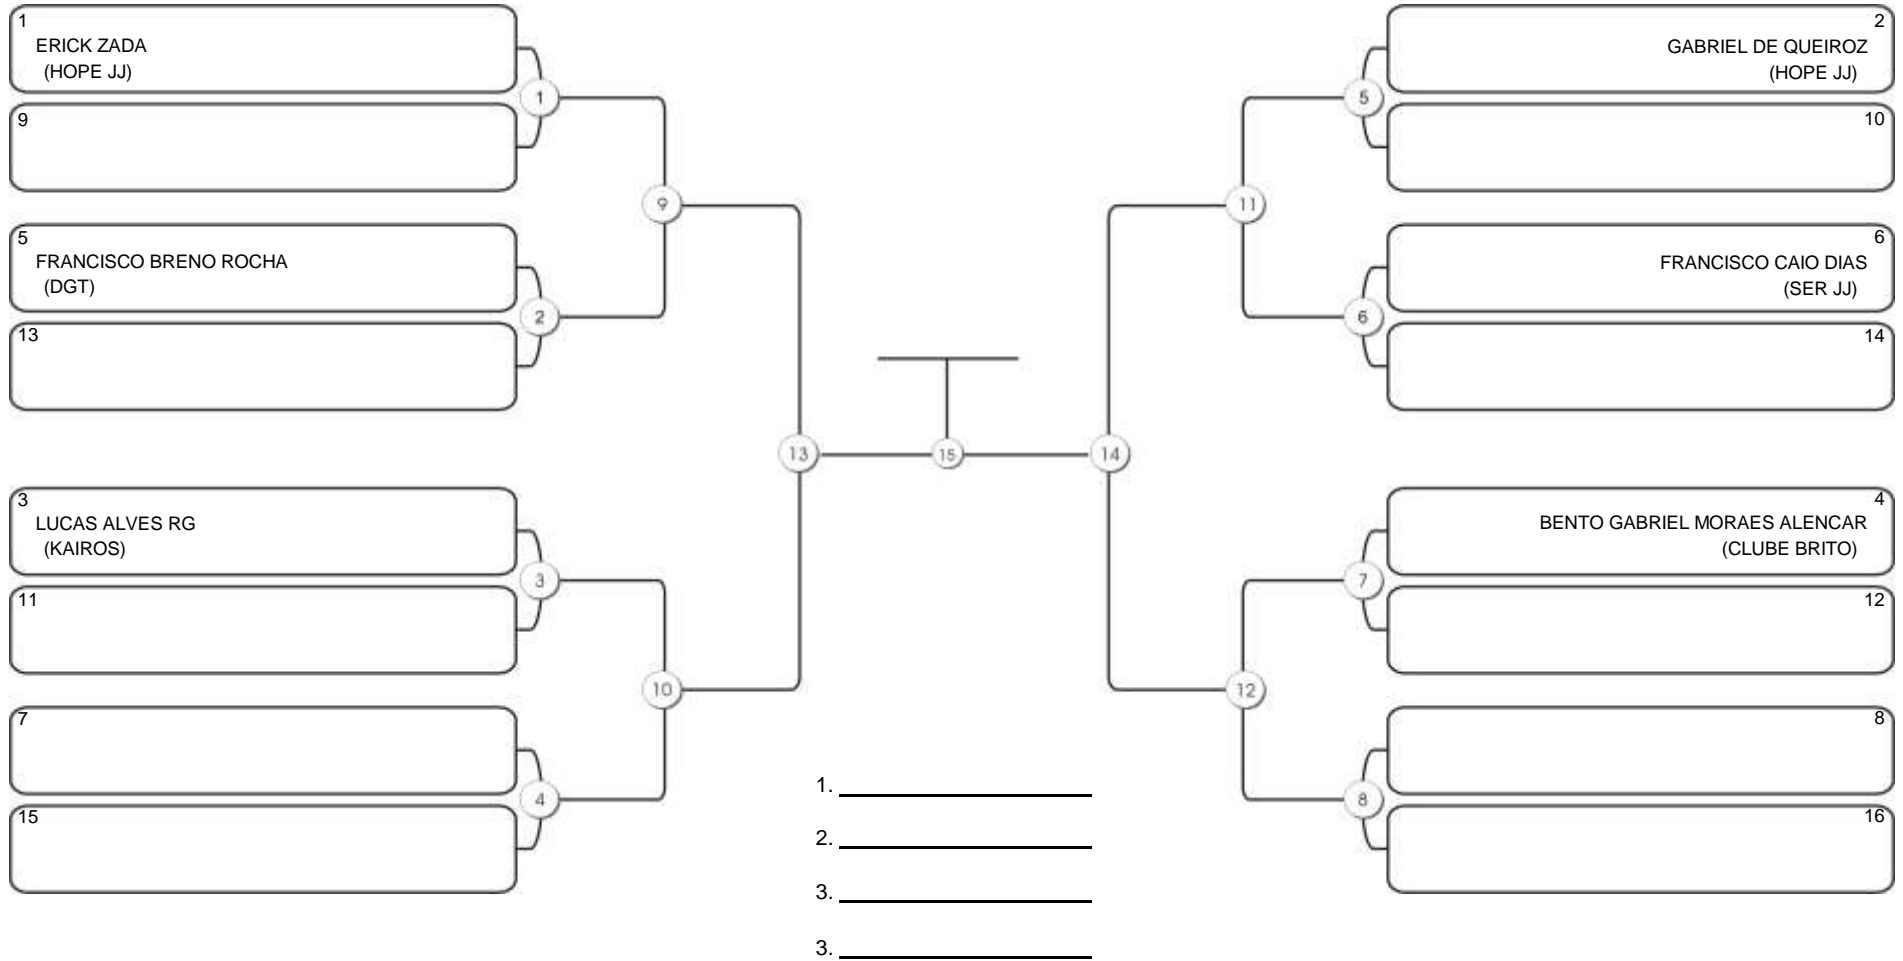 1
ERICK ZADA
(HOPE JJ)
9
5
FRANCISCO BRENO ROCHA
(DGT)
13
3
LUCAS ALVES RG
(KAIROS)
11
7
15
1
2
3
4
9
10
13
15
14
11
12
5
6
7
8
2
GABRIEL DE QUEIROZ
(HOPE JJ)
10
6
FRANCISCO CAIO DIAS
(SER JJ)
14
4
BENTO GABRIEL MORAES ALENCAR
(CLUBE BRITO)
12
8
16
1.
2.
3.
3.